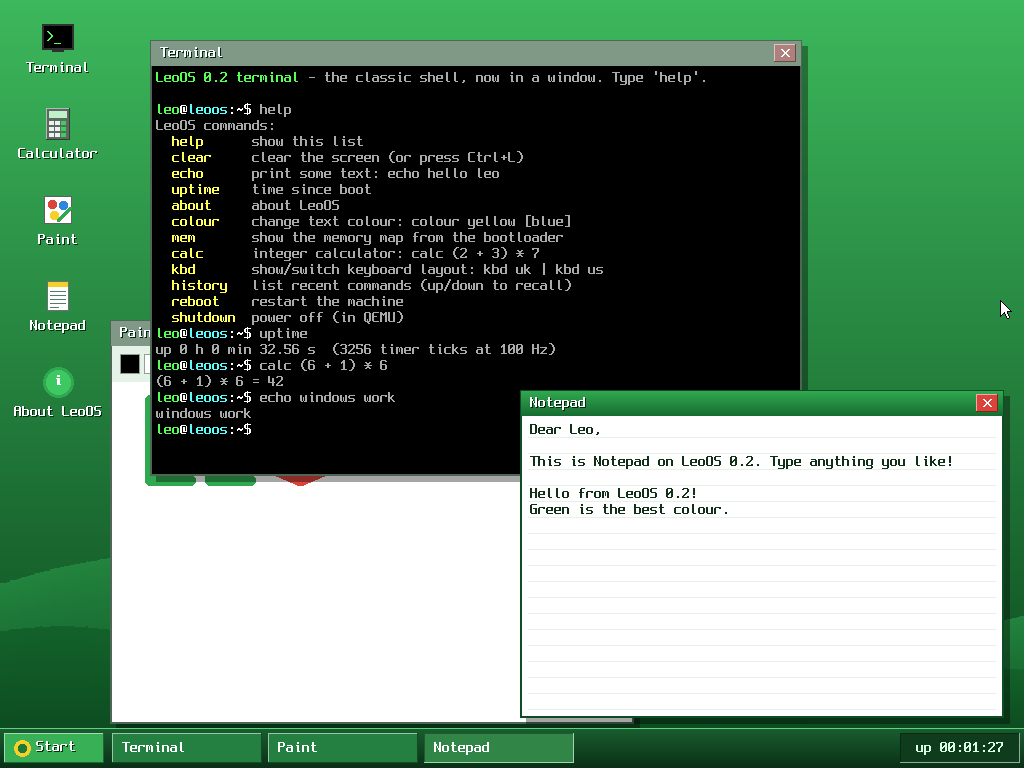 Terminal
Calculator
Paint
Notepad
About LeoOS
Terminal
LeoOS 0.2 terminal - the classic shell, now in a window. Type 'help'.
leo@leoos:~$ help
LeoOS commands:
help show this list
clear clear the screen (or press Ctrl+L)
echo print some text: echo hello leo
uptime time since boot
about about LeoOS
colour change text colour: colour yellow [blue]
mem show the memory map from the bootloader
calc integer calculator: calc (2 + 3) * 7
kbd show/switch keyboard layout: kbd uk | kbd us
history list recent commands (up/down to recall)
reboot restart the machine
shutdown power off (in QEMU)
leo@leoos:~$ uptime
up 0 h 0 min 32.56 s (3256 timer ticks at 100 Hz)
leo@leoos:~$ calc (6 + 1) * 6
(6 + 1) * 6 = 42
leo@leoos:~$ echo windows work
windows work
leo@leoos:~$
Pain
Notepad
Dear Leo,
This is Notepad on LeoOS 0.2. Type anything you like!
Hello from LeoOS 0.2!
Green is the best colour.
Start
Terminal
Paint
Notepad
up 00:01:27